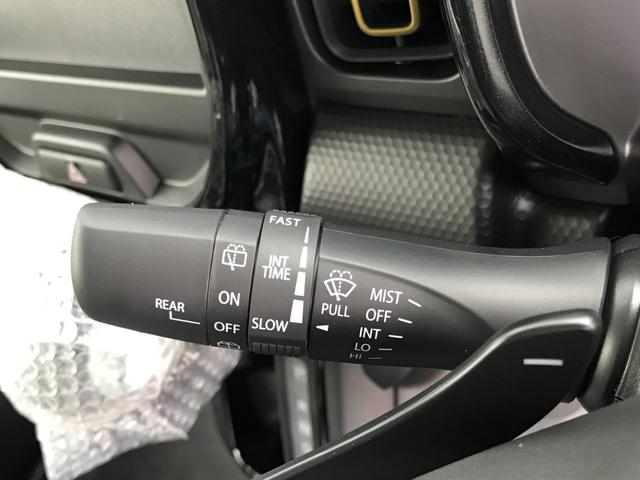 FAST
INT
TIME
SLOW
REAR
ON
OFF
PULL
MIST
OFF
INT
LO
HI